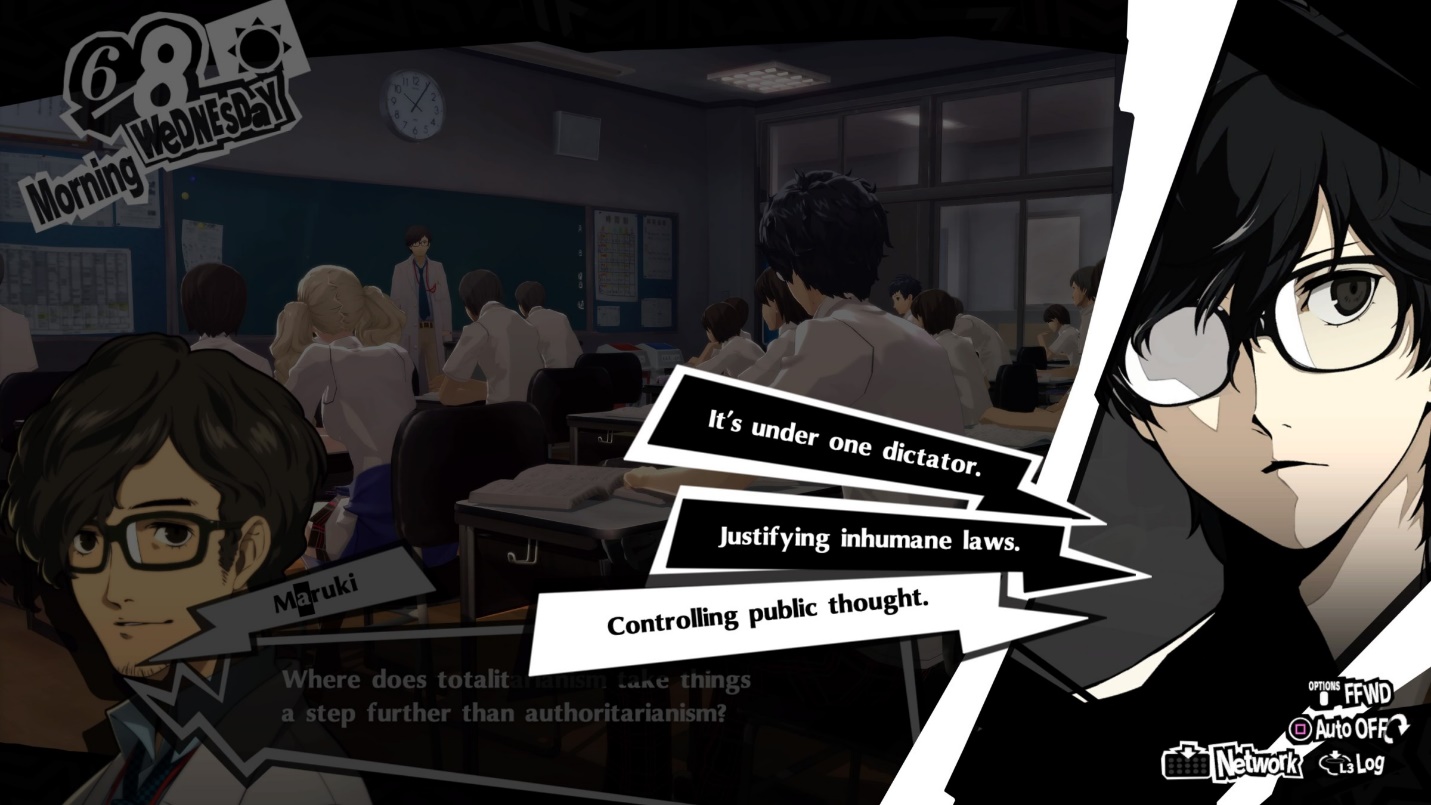 6 8
WeDNEsDaY
Morning
It's under one dictator.
Justifying inhumane laws.
Controlling public thought.
Maruki
Where does totalitarianism take things
a step further than authoritarianism?
OPTIONS FFWD
Auto OFF
Network
L3 Log